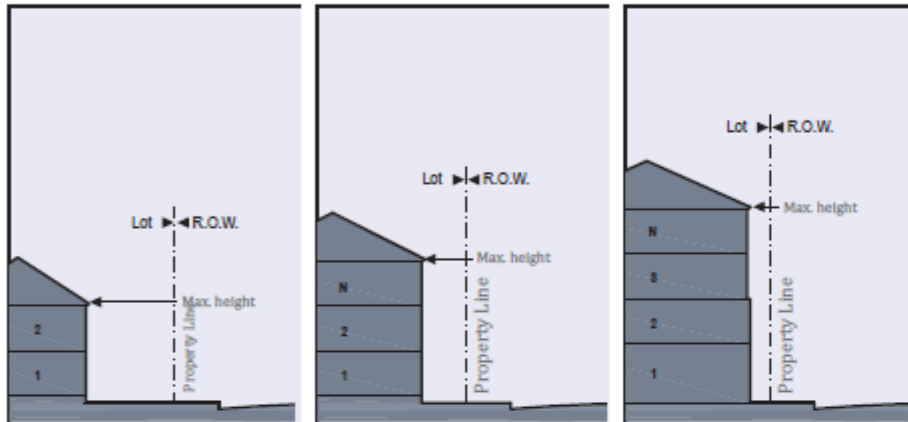 Lot R.O.W.
Max. height
Property Line
2
1
Lot R.O.W.
Max. height
Property Line
N
2
1
Lot R.O.W.
Max. height
Property Line
N
3
2
1